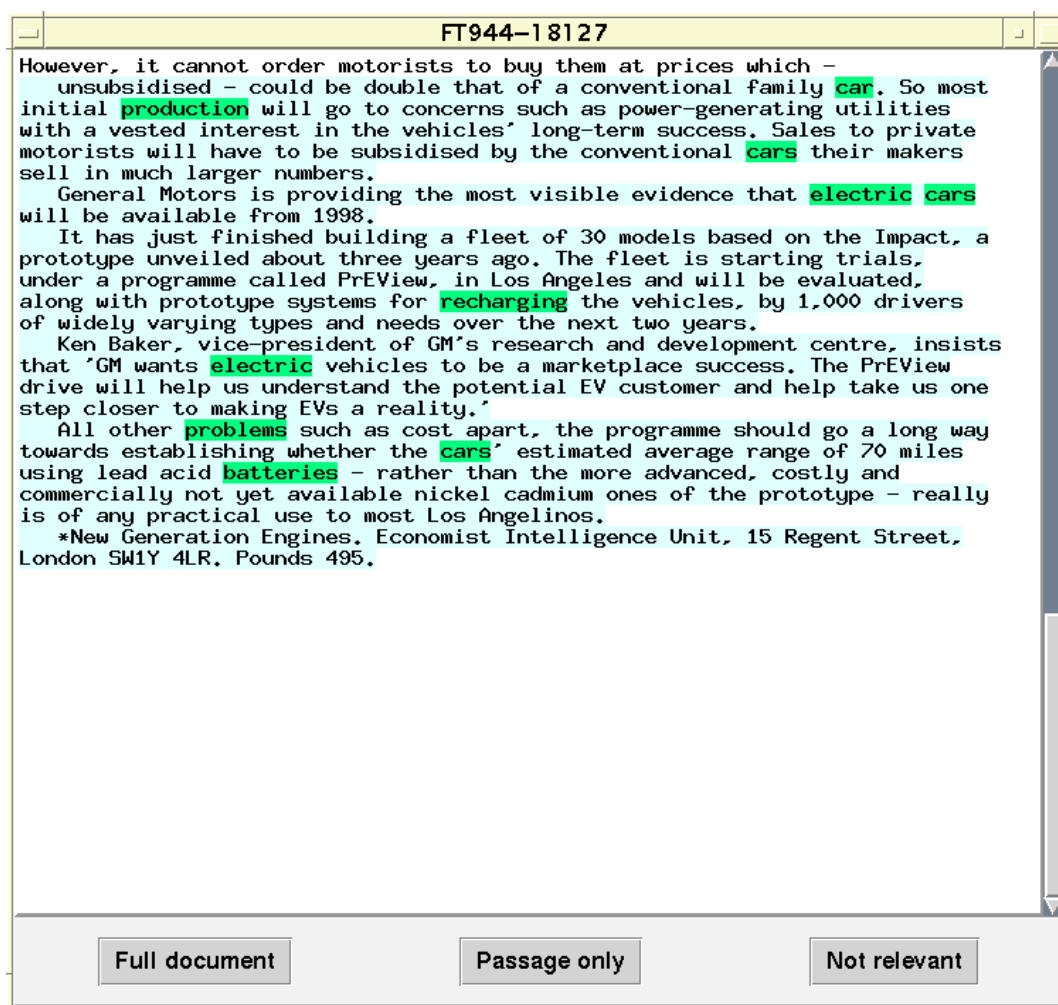 FT944-18127
However, it cannot order motorists to buy them at prices which -
unsubsidised - could be double that of a conventional family car. So most
initial production will go to concerns such as power-generating utilities
with a vested interest in the vehicles' long-term success. Sales to private
motorists will have to be subsidised by the conventional cars their makers
sell in much larger numbers.
General Motors is providing the most visible evidence that electric cars
will be available from 1998.
It has just finished building a fleet of 30 models based on the Impact, a
prototype unveiled about three years ago. The fleet is starting trials,
under a programme called PrEView, in Los Angeles and will be evaluated,
along with prototype systems for recharging the vehicles, by 1,000 drivers
of widely varying types and needs over the next two years.
Ken Baker, vice-president of GM's research and development centre, insists
that 'GM wants electric vehicles to be a marketplace success. The PrEView
drive will help us understand the potential EV customer and help take us one
step closer to making EVs a reality.'
All other problems such as cost apart, the programme should go a long way
towards establishing whether the cars' estimated average range of 70 miles
using lead acid batteries - rather than the more advanced, costly and
commercially not yet available nickel cadmium ones of the prototype - really
is of any practical use to most Los Angelinos.
*New Generation Engines. Economist Intelligence Unit, 15 Regent Street,
London SW1Y 4LR. Pounds 495.
Full document
Passage only
Not relevant